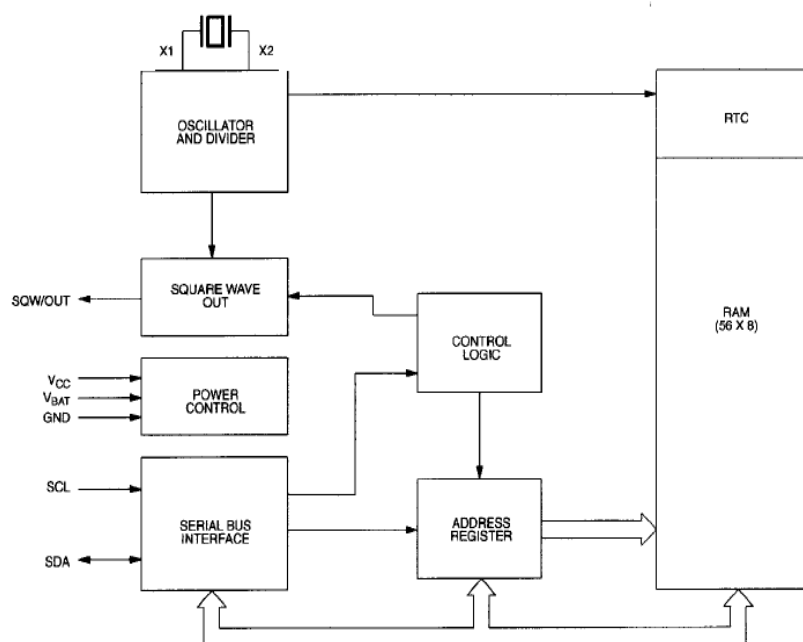 X1
X2
OSCILLATOR
AND DIVIDER
RTC
SQUARE WAVE
OUT
SQW/OUT
CONTROL
LOGIC
RAM
(56 X 8)
VCC
VBAT
GND
POWER
CONTROL
SCL
SDA
SERIAL BUS
INTERFACE
ADDRESS
REGISTER